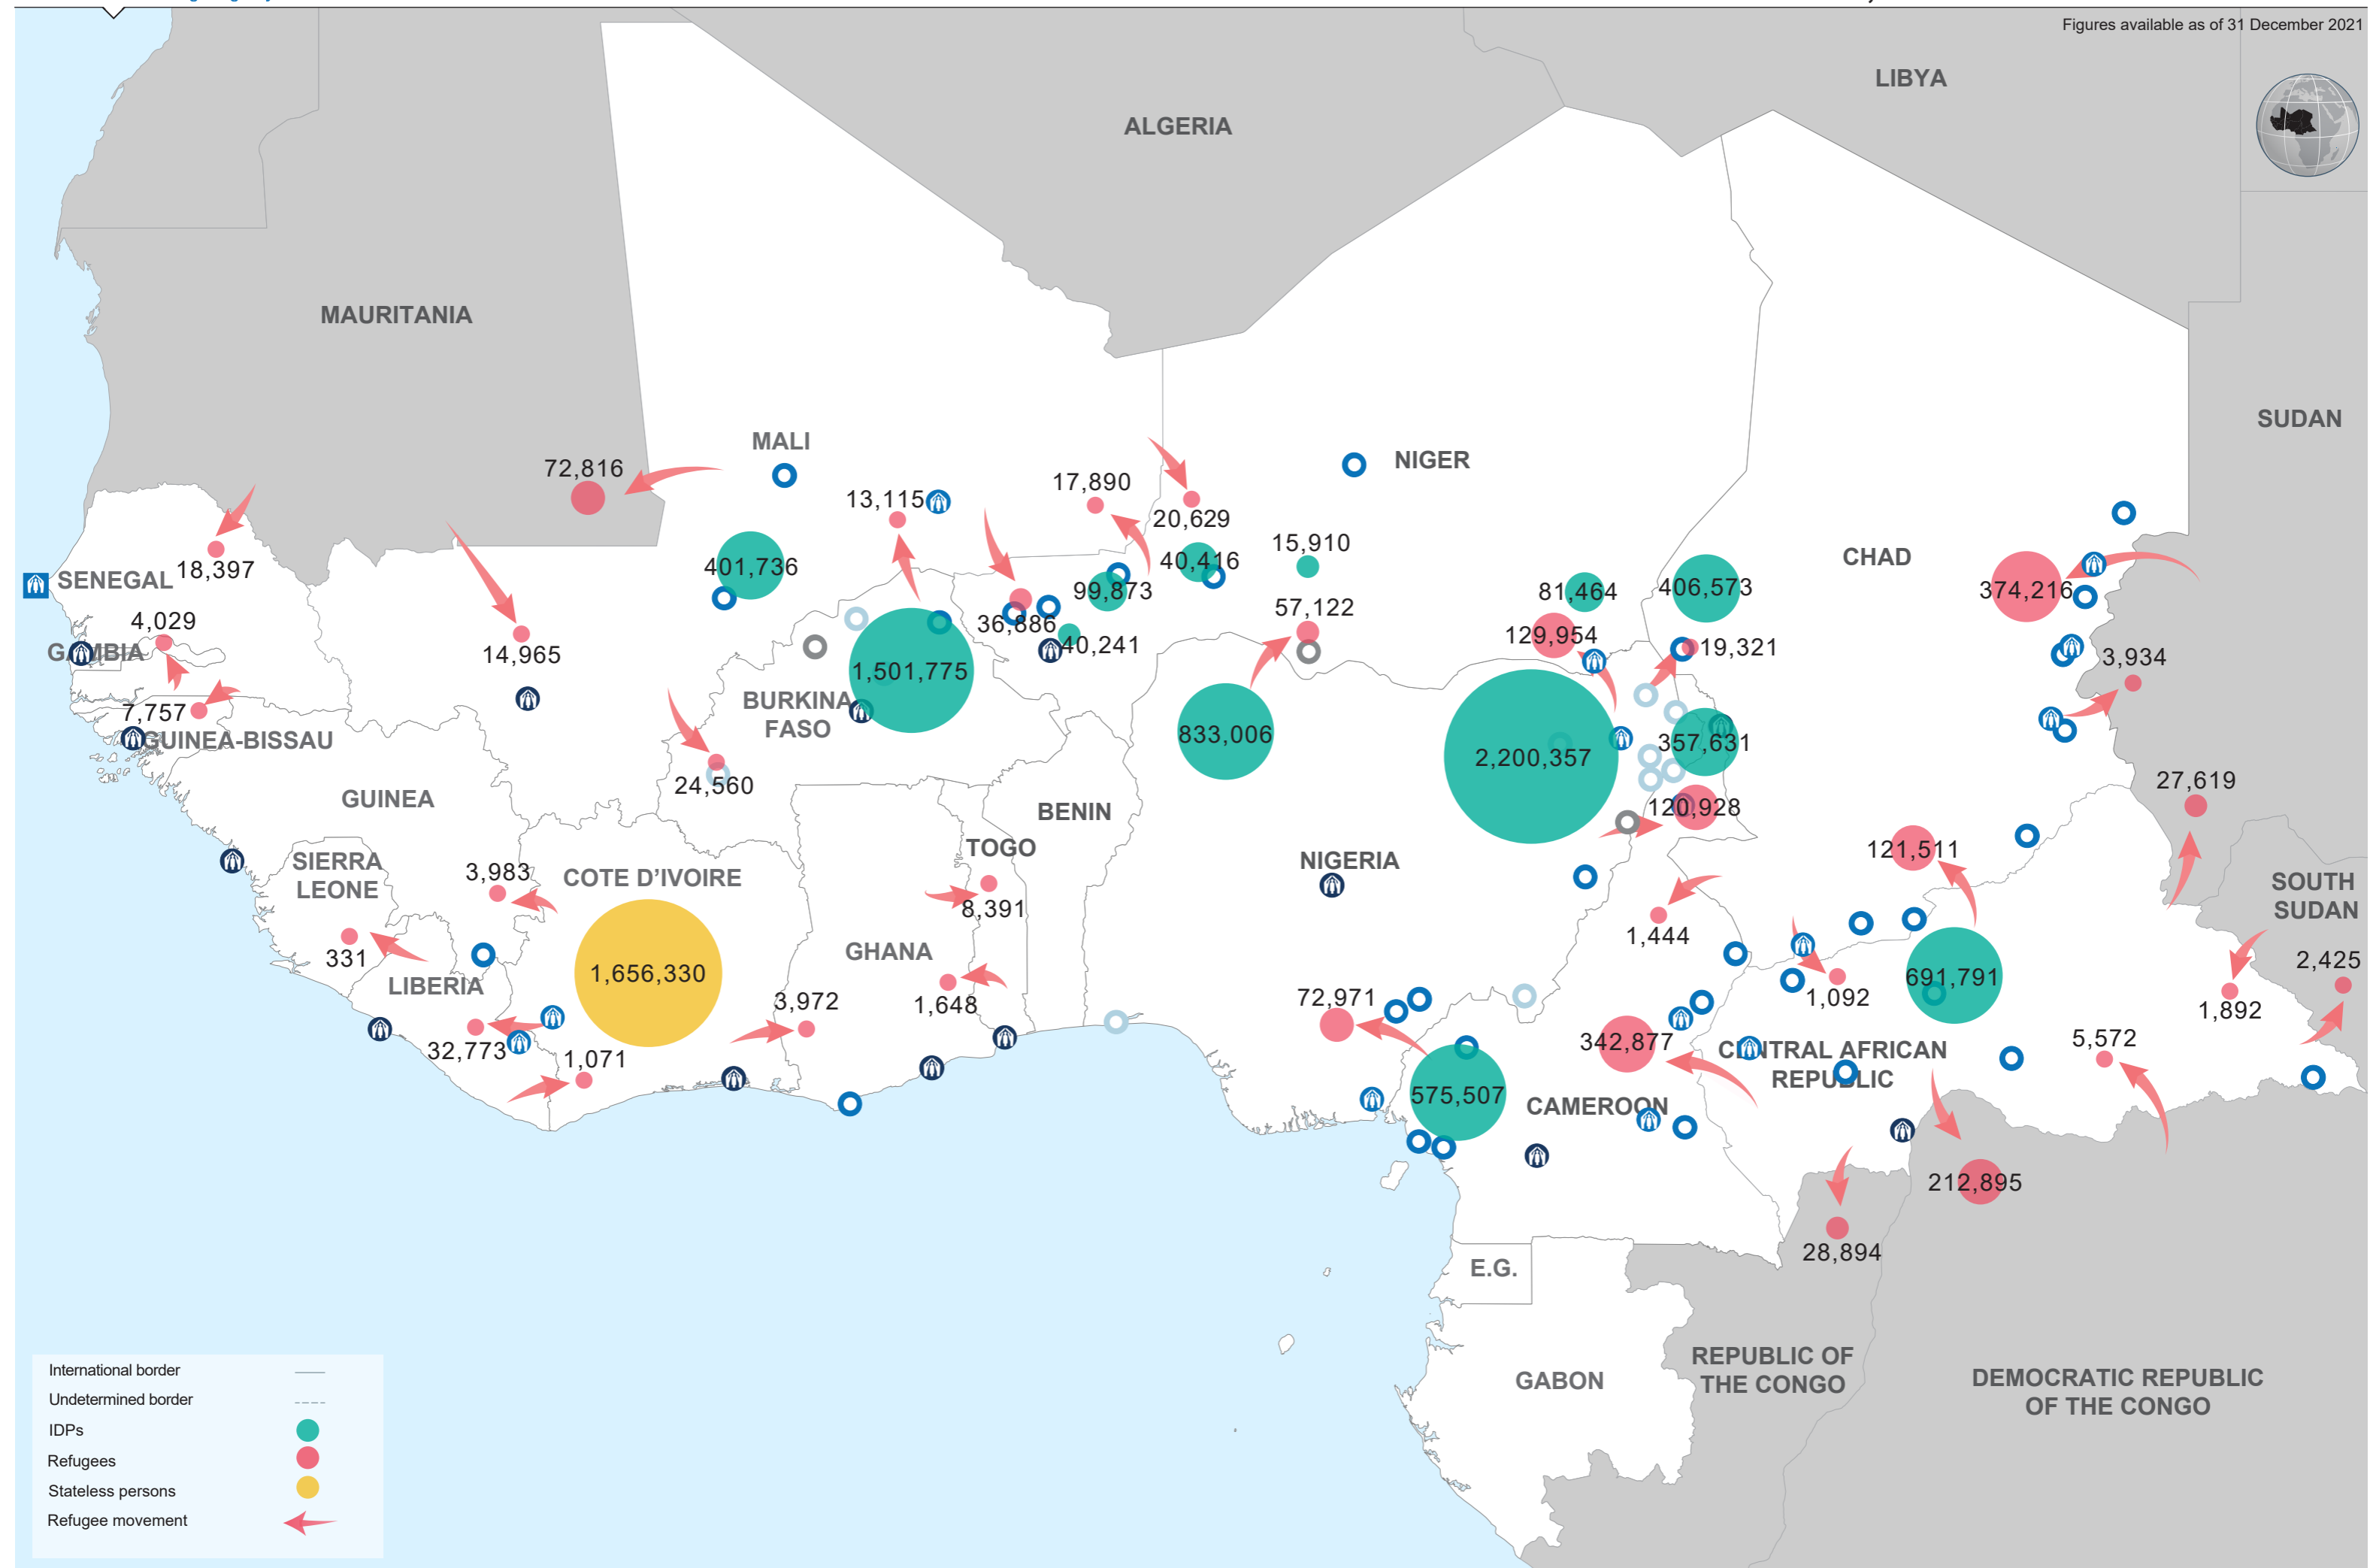 Figures available as of 31 December 2021
LIBYA
ALGERIA
MAURITANIA
SUDAN
MALI
NIGER
72,816
17,890
13,115
20,629
15,910
CHAD
40,416
401,736
99,873
18,397
SENEGAL
406,573
374,216
81,464
57,122
4,029
36,886
129,954
40,241
19,321
GAMBIA
14,965
3,934
1,501,775
BURKINA
FASO
7,757
833,006
357,631
GUINEA-BISSAU
2,200,357
24,560
27,619
GUINEA
120,928
BENIN
TOGO
121,511
SIERRA
LEONE
NIGERIA
3,983
COTE D’IVOIRE
SOUTH
SUDAN
8,391
1,444
331
GHANA
2,425
1,656,330
691,791
LIBERIA
72,971
1,092
3,972
1,648
1,892
342,877
5,572
32,773
1,071
CENTRAL AFRICAN
REPUBLIC
575,507
CAMEROON
212,895
28,894
E.G.
REPUBLIC OF
THE CONGO
GABON
DEMOCRATIC REPUBLIC
OF THE CONGO
International border
Undetermined border
IDPs
Refugees
Stateless persons
Refugee movement